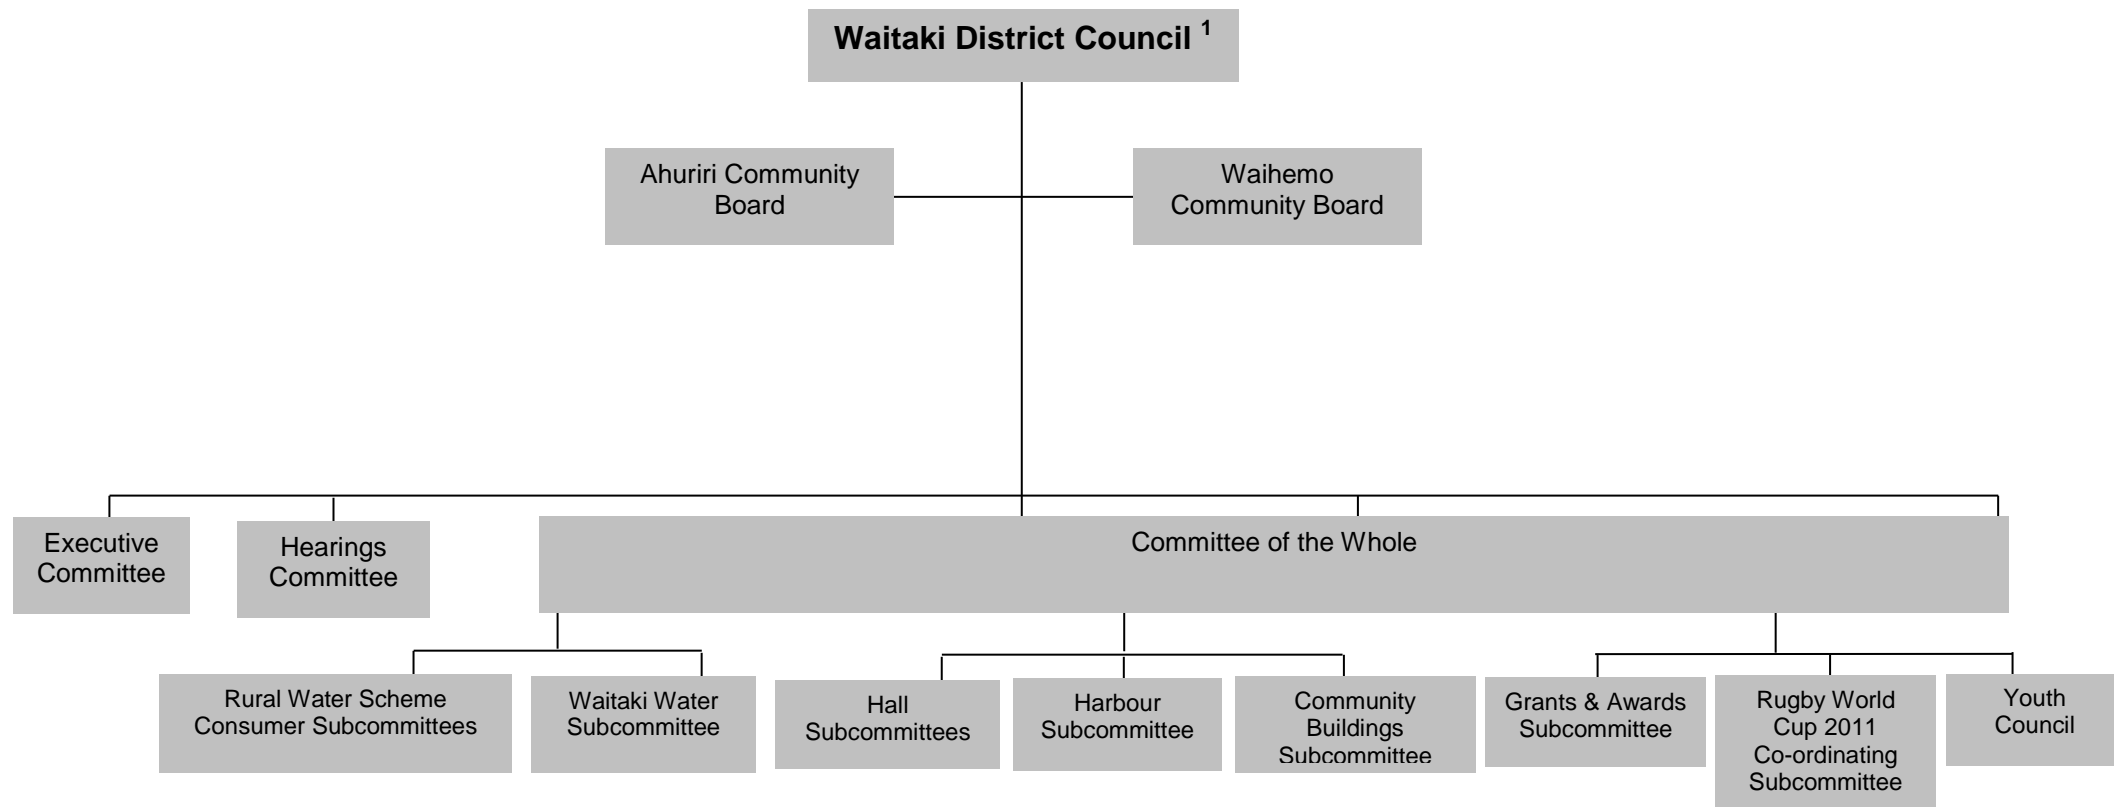 Waitaki District Council 1
Ahuriri Community
Board
Waihemo
Community Board
Executive
Committee
Hearings
Committee
Committee of the Whole
Rural Water Scheme
Consumer Subcommittees
Waitaki Water
Subcommittee
Hall
Subcommittees
Harbour
Subcommittee
Community
Buildings
Subcommittee
Grants & Awards
Subcommittee
Rugby World
Cup 2011
Co-ordinating
Subcommittee
Youth
Council